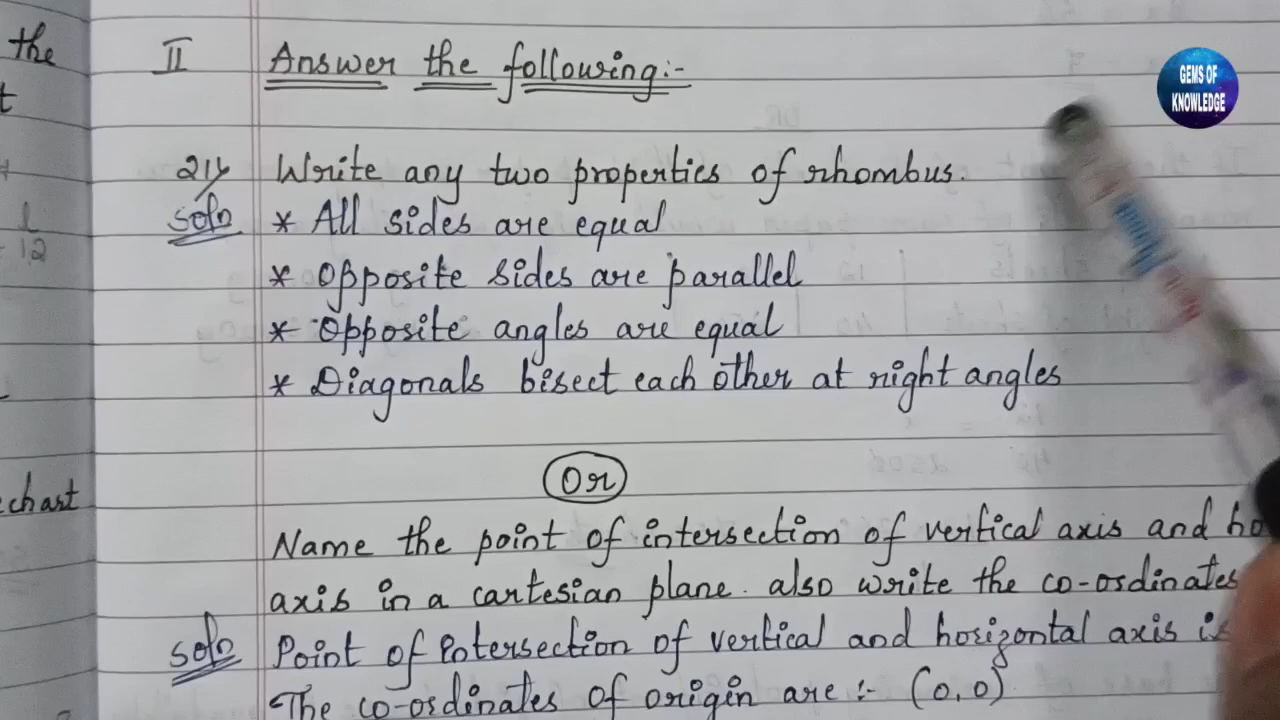 the
t
II Answer the following:-
GEMS OF
KNOWLEDGE
21) Write any two properties of rhombus.
Soln * All sides are equal
* Opposite sides are parallel
* Opposite angles are equal
* Diagonals bisect each other at right angles
Or
chart
Name the point of intersection of vertical axis and ho
axis in a cartesian plane. also write the co-ordinates
Soln Point of intersection of vertical and horizontal axis is
The co-ordinates of origin are :- (0,0)